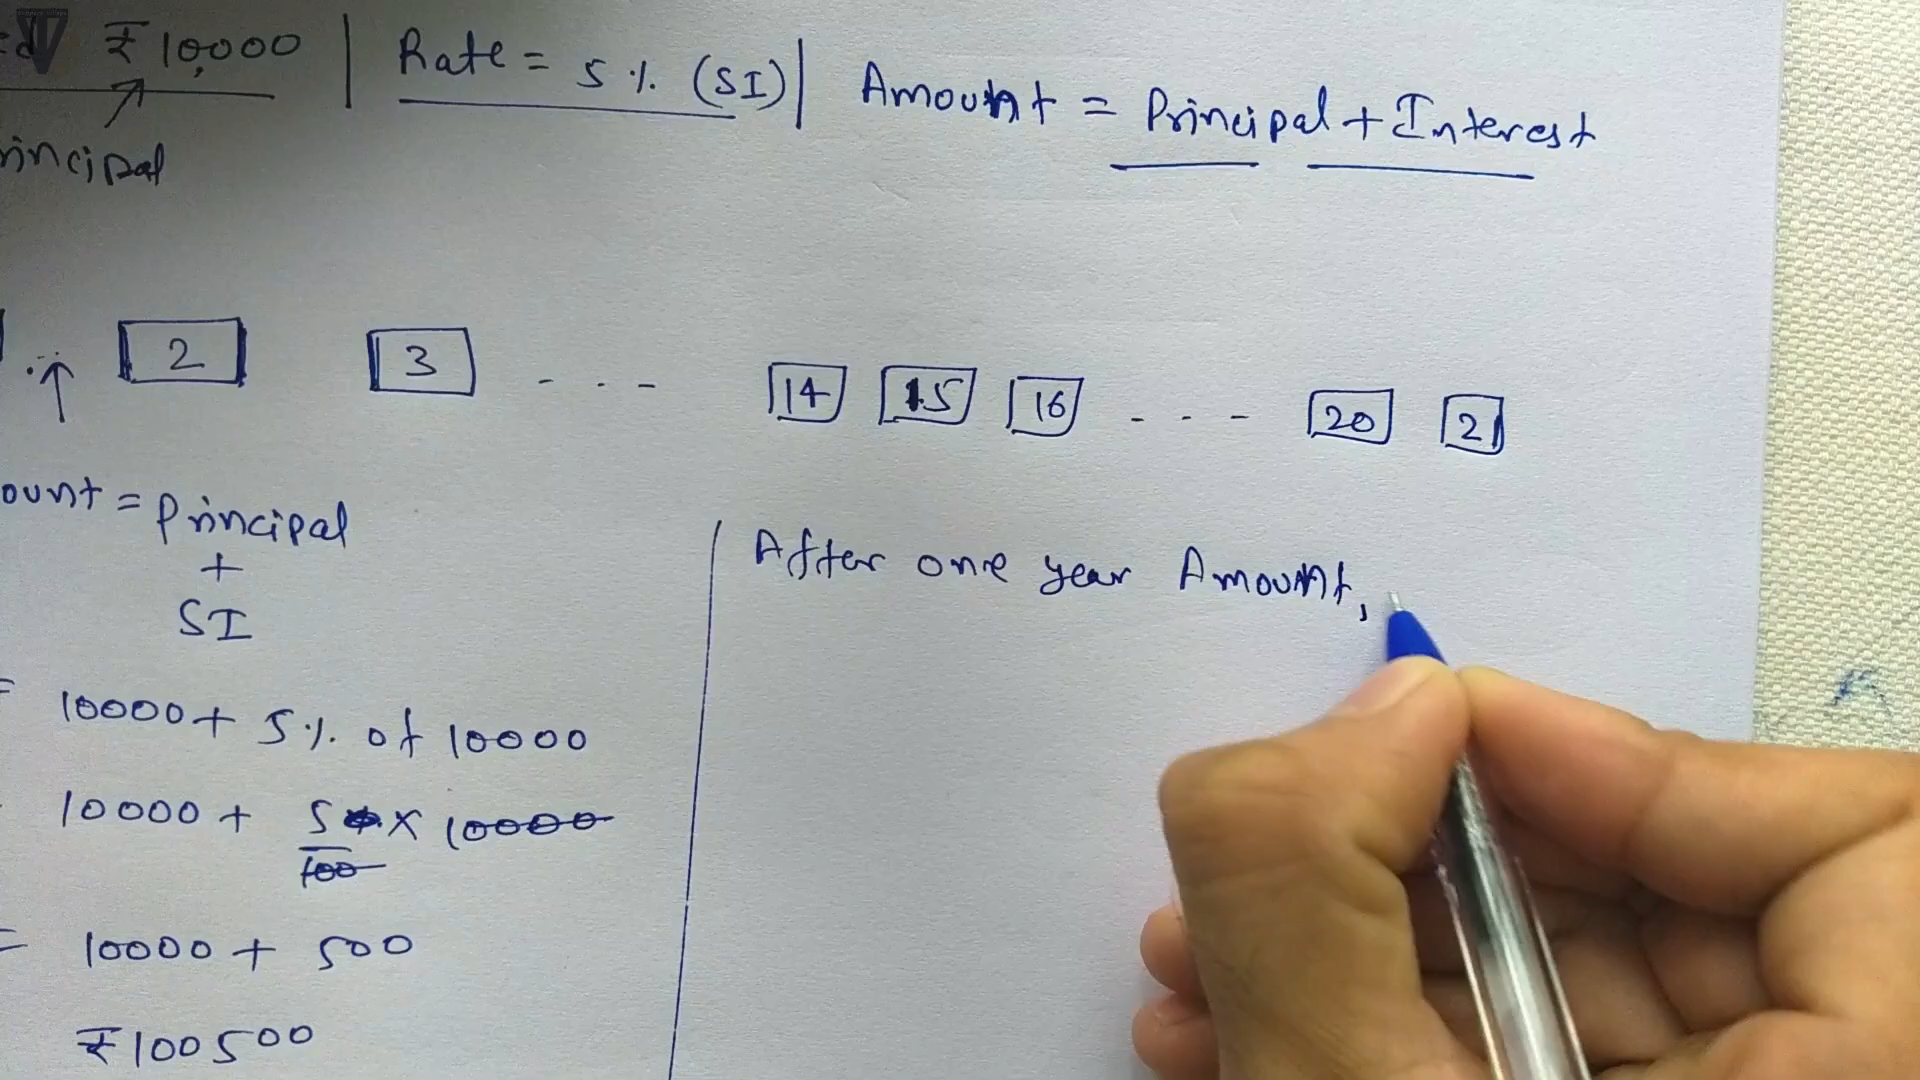 ₹10,000 | Rate = 5% (SI) | Amount = Principal + Interest
rincipal
2 3 - - - 14 15 16 - - - 20 21
ount = Principal
+
SI
After one year Amount,
= 10000 + 5% of 10000
10000 + 5 x 10000
100
= 10000 + 500
₹100500